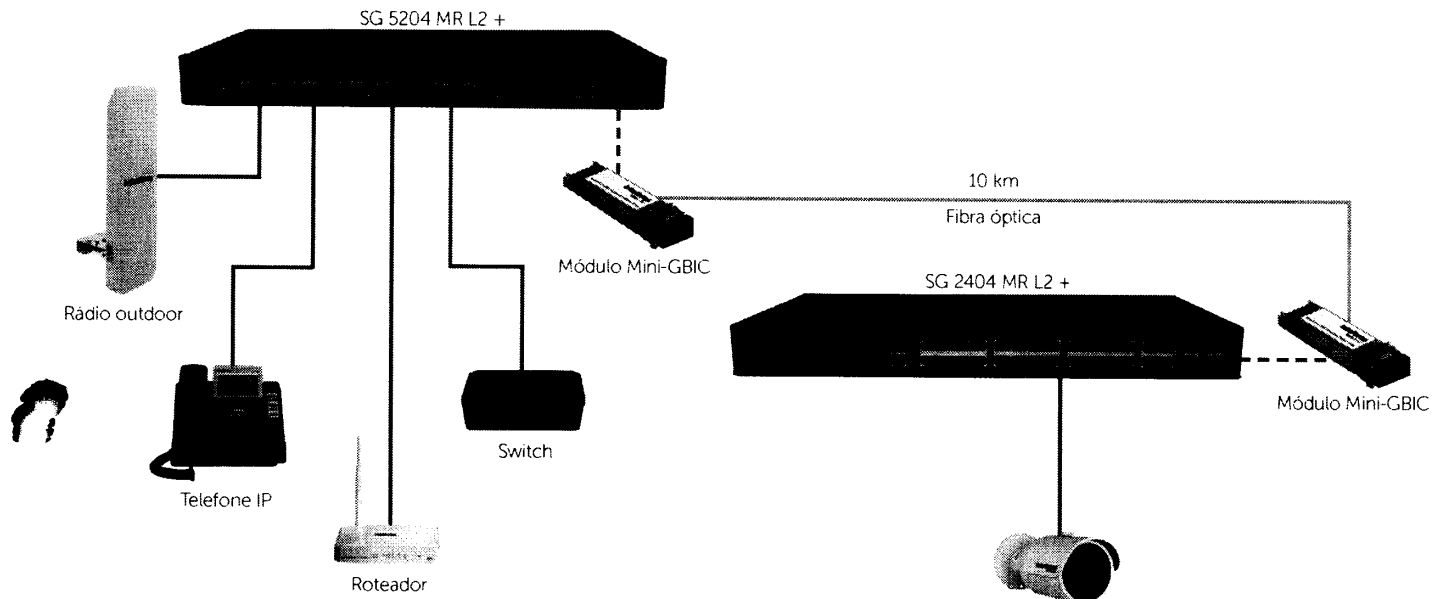 SG 5204 MR L2 +
10 km
Fibra óptica
Módulo Mini-GBIC
SG 2404 MR L2 +
Rádio outdoor
Módulo Mini-GBIC
Switch
Telefone IP
Roteador